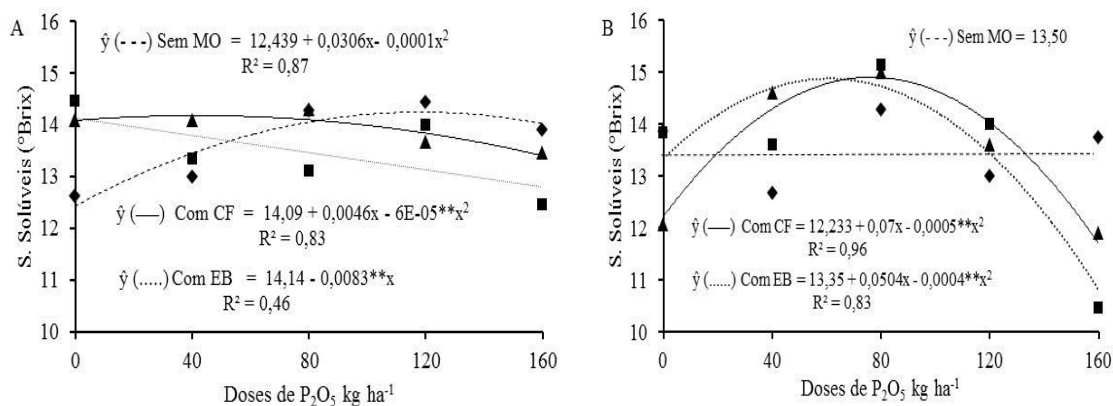 A
S. Solúveis (°Brix)
16
15
14
13
12
11
10
ŷ (- - -) Sem MO = 12,439 + 0,0306x- 0,0001x²
R² = 0,87
ŷ (—) Com CF = 14,09 + 0,0046x - 6E-05**x²
R² = 0,83
ŷ (.....) Com EB = 14,14 - 0,0083**x
R² = 0,46
0 40 80 120 160
Doses de P₂O₅ kg ha⁻¹
B
S. Solúveis (°Brix)
16
15
14
13
12
11
10
ŷ (- - -) Sem MO = 13,50
ŷ (—) Com CF = 12,233 + 0,07x - 0,0005**x²
R² = 0,96
ŷ (......) Com EB = 13,35 + 0,0504x - 0,0004**x²
R² = 0,83
0 40 80 120 160
Doses de P₂O₅ kg ha⁻¹